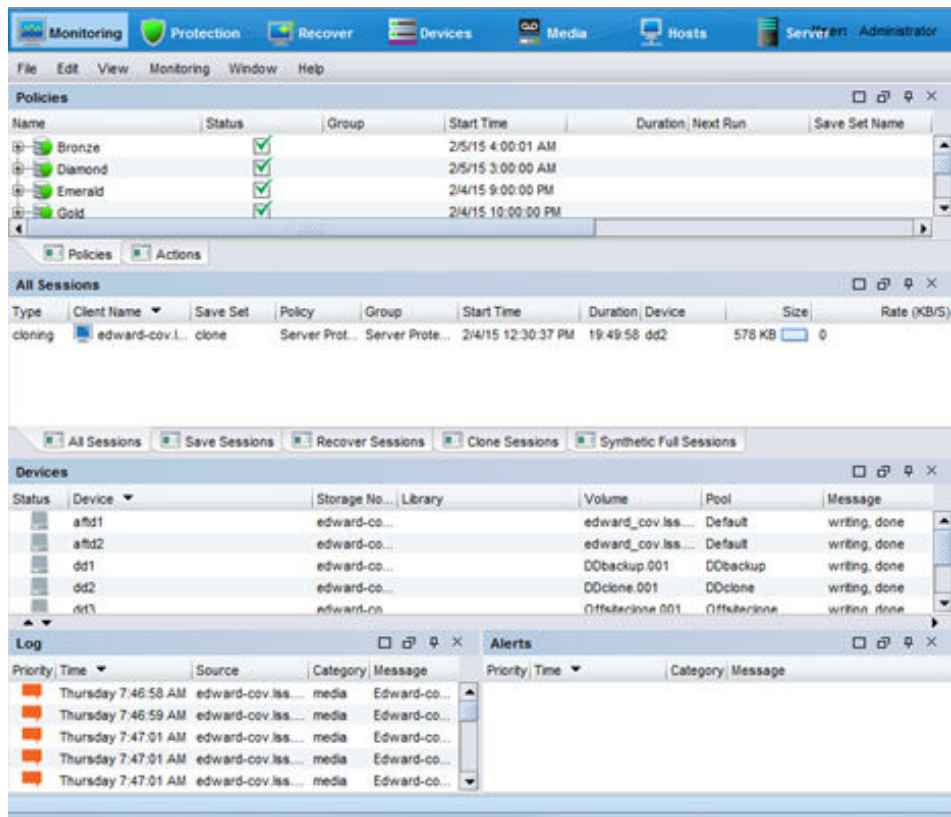 Monitoring Protection Recover Devices Media Hosts Server Administrator
File Edit View Monitoring Window Help
Policies
Name Status Group Start Time Duration Next Run Save Set Name
Bronze 2/5/15 4:00:01 AM
Diamond 2/5/15 3:00:00 AM
Emerald 2/4/15 9:00:00 PM
Gold 2/4/15 10:00:00 PM
Policies Actions
All Sessions
Type Client Name Save Set Policy Group Start Time Duration Device Size Rate (KB/S)
cloning edward-cov.l... clone Server Prot... Server Prote... 2/4/15 12:30:37 PM 19:49:58 dd2 578 KB 0
All Sessions Save Sessions Recover Sessions Clone Sessions Synthetic Full Sessions
Devices
Status Device Storage No... Library Volume Pool Message
aftd1 edward-co... edward_cov.lss.... Default writing, done
aftd2 edward-co... edward_cov.lss.... Default writing, done
dd1 edward-co... DDbackup.001 DDbackup writing, done
dd2 edward-co... DDclone.001 DDclone writing, done
dd3 edward-co Offsiteclone.001 Offsiteclone writing, done
Log Alerts
Priority Time Source Category Message Priority Time Category Message
Thursday 7:46:58 AM edward-cov.lss.... media Edward-co...
Thursday 7:46:59 AM edward-cov.lss.... media Edward-co...
Thursday 7:47:01 AM edward-cov.lss.... media Edward-co...
Thursday 7:47:01 AM edward-cov.lss.... media Edward-co...
Thursday 7:47:01 AM edward-cov.lss.... media Edward-co...